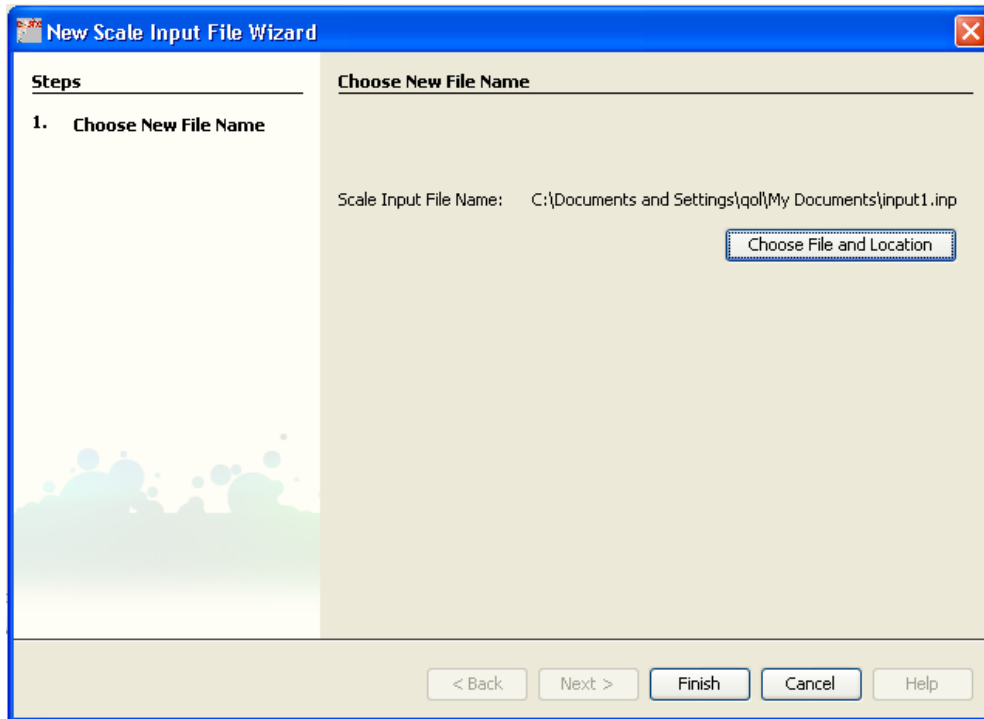 New Scale Input File Wizard
Steps
1. Choose New File Name
Choose New File Name
Scale Input File Name: C:\Documents and Settings\qol\My Documents\input1.inp
Choose File and Location
< Back Next > Finish Cancel Help